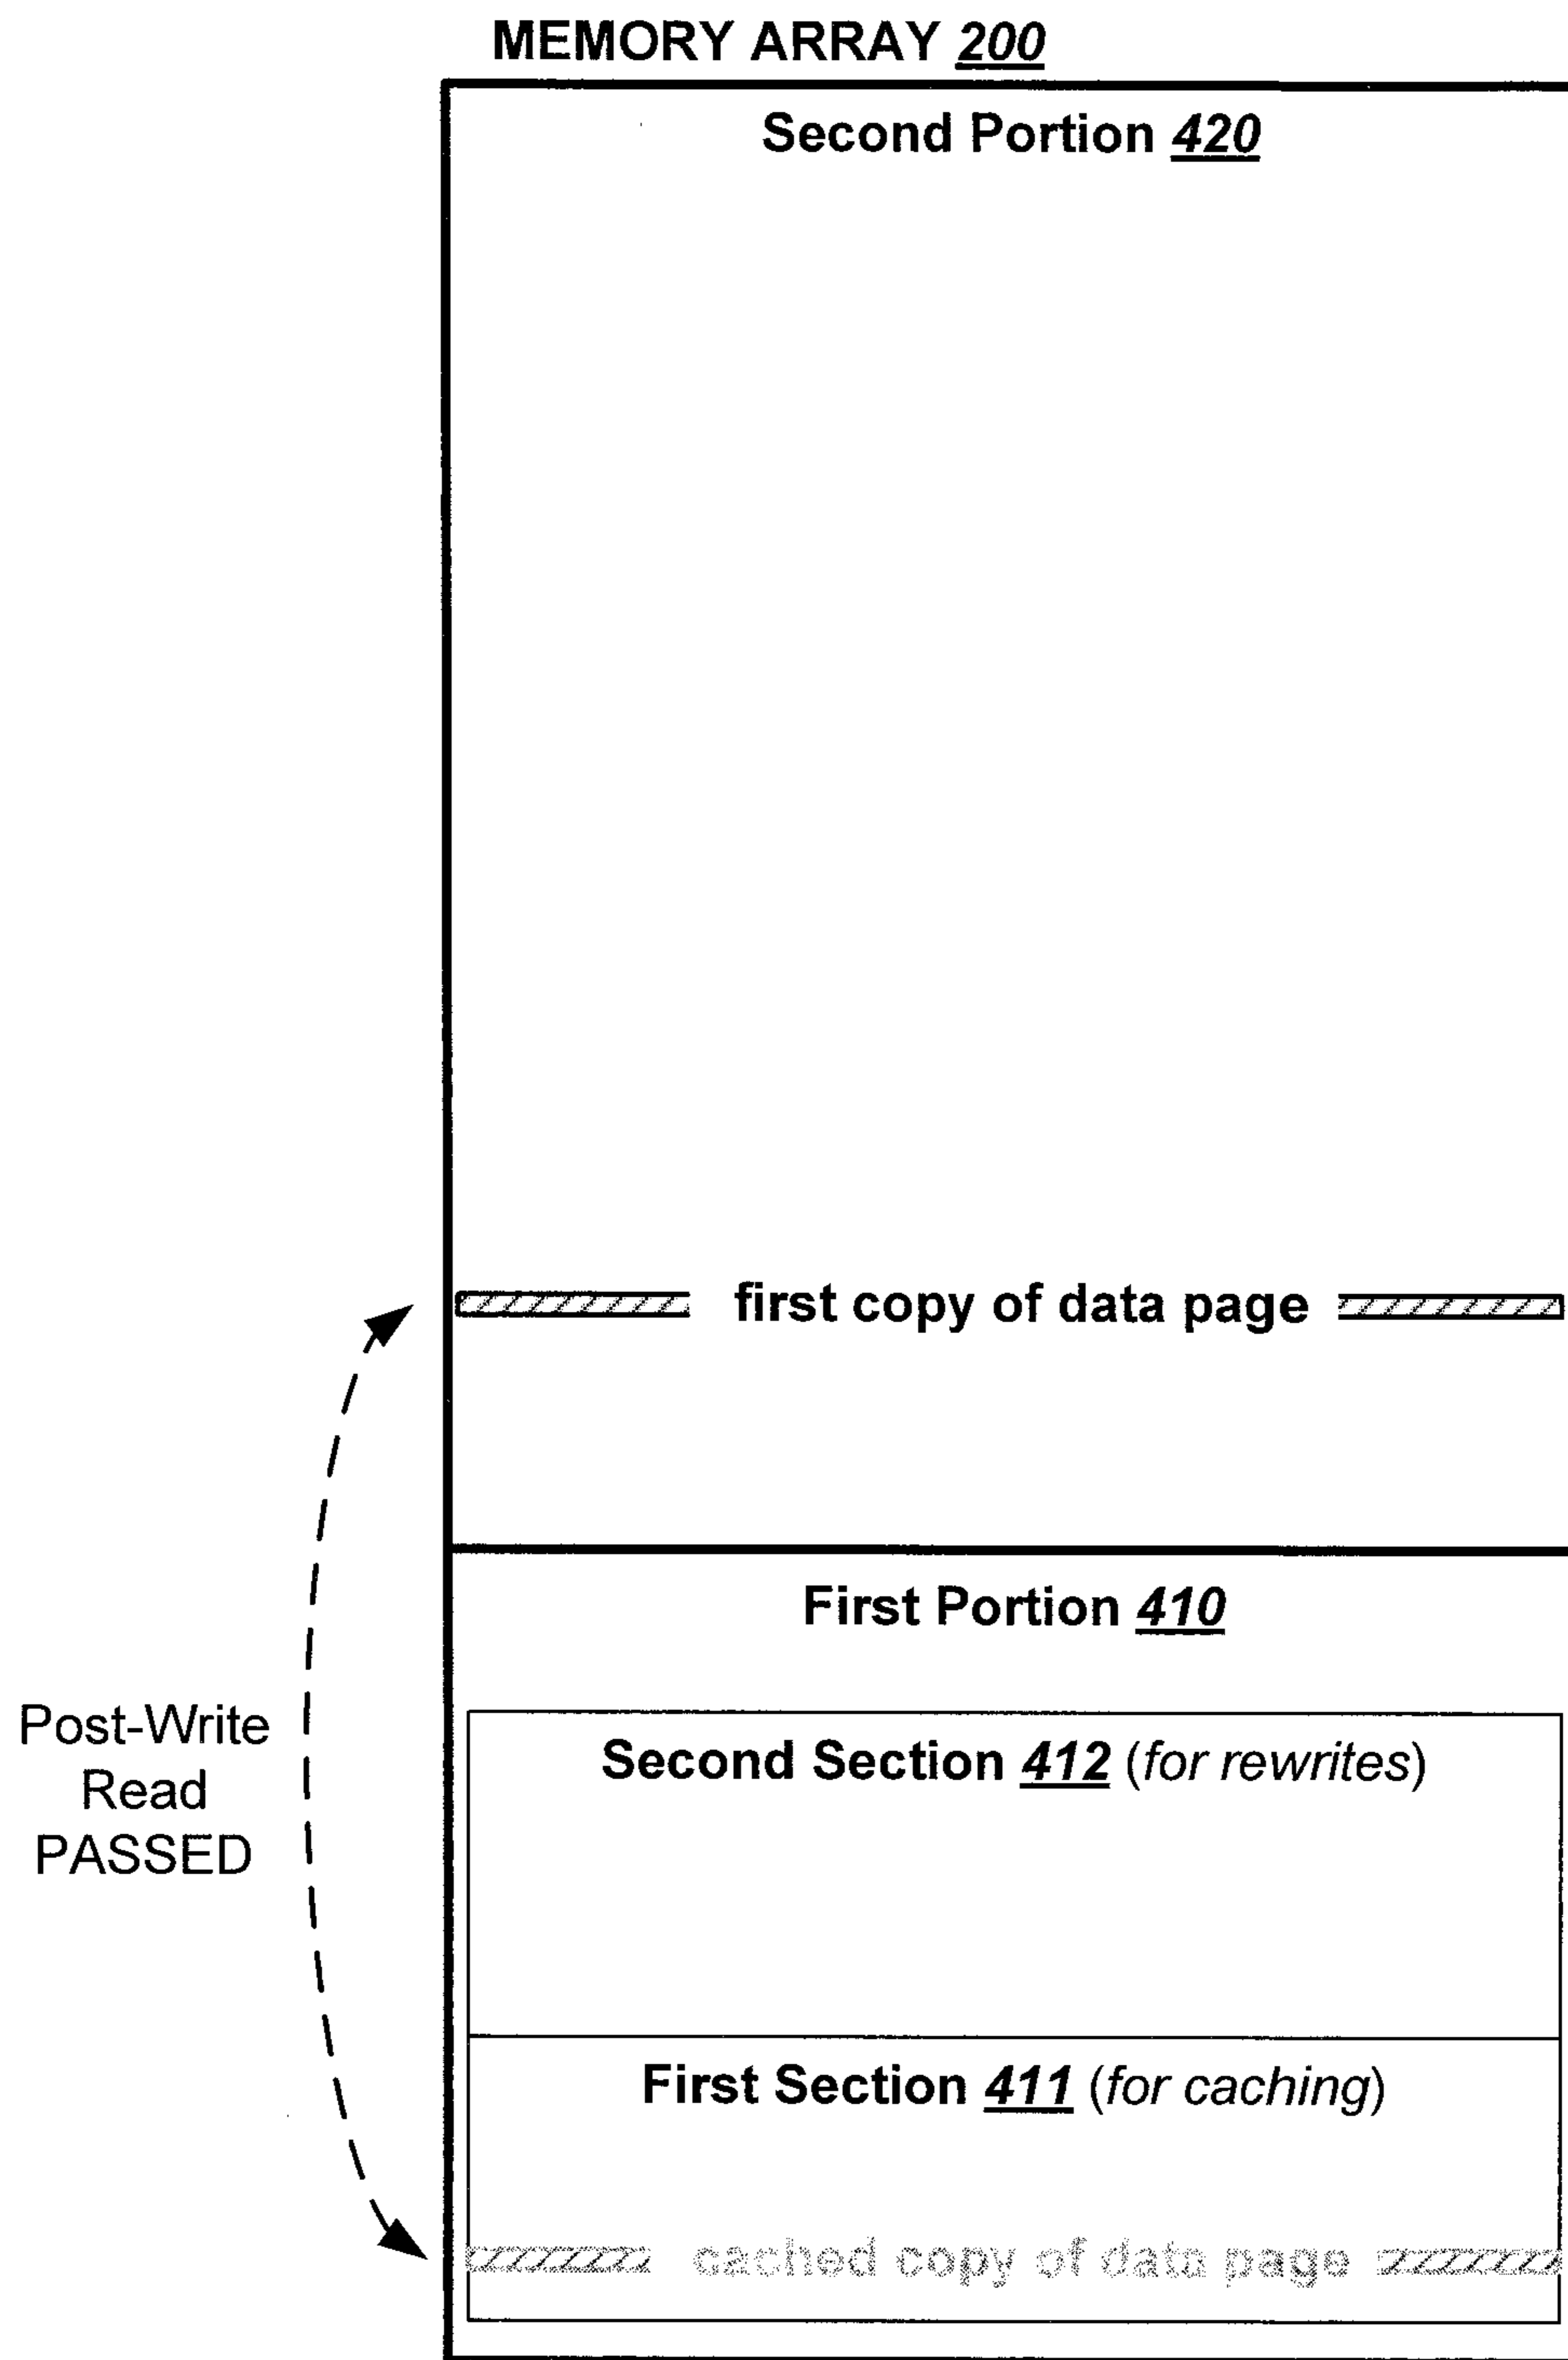 MEMORY ARRAY 200
Second Portion 420
first copy of data page
First Portion 410
Post-Write
Read
PASSED
Second Section 412 (for rewrites)
First Section 411 (for caching)
cached copy of data page